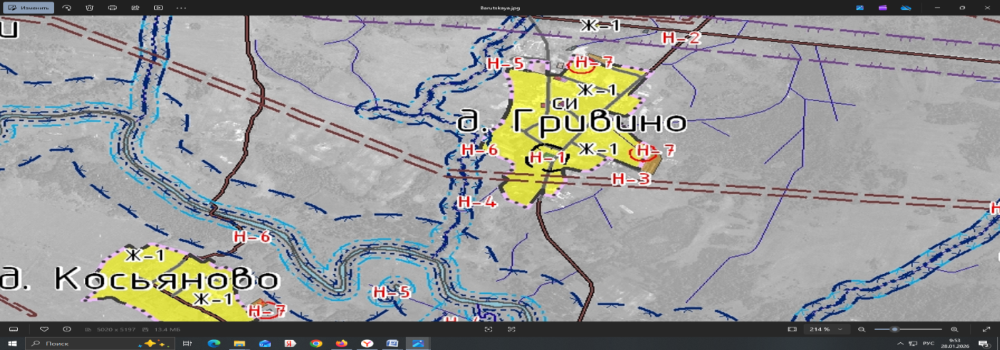 Изменить
Barutskaya.jpg
и
Ж-1
Н-2
Н-5
Н-7
Ж-1
СИ
д. Гривино
Н-6
Н-1
Ж-1
Н-7
Н-3
Н-4
Н-6
Ж-1
д. Косьяново
Ж-1
Н-5
Н-7
5020 x 5197
13.4 МБ
214 %
Поиск
РУС
9:53
28.01.2026